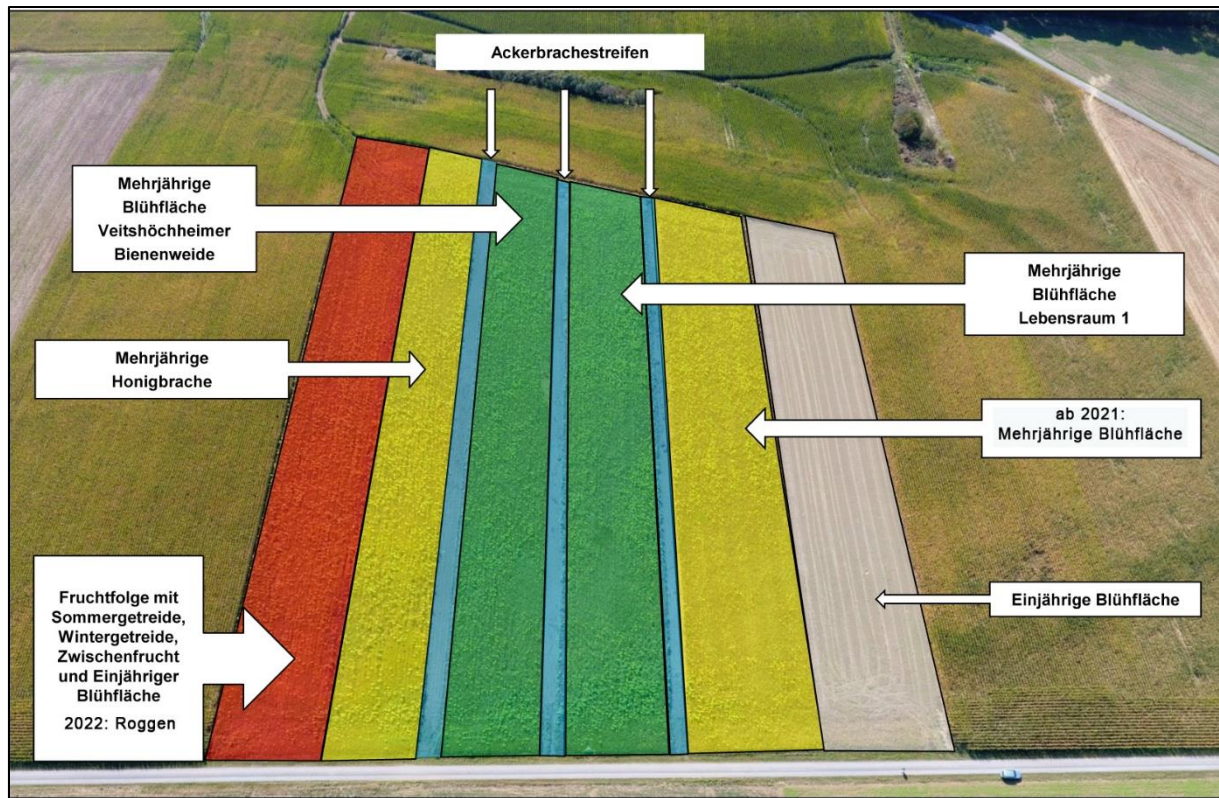 Ackerbrachestreifen
Mehrjährige
Blühfläche
Veitshöchheimer
Bienenweide
Mehrjährige
Blühfläche
Lebensraum 1
Mehrjährige
Honigbrache
ab 2021:
Mehrjährige Blühfläche
Fruchtfolge mit
Sommergetreide,
Wintergetreide,
Zwischenfrucht
und Einjähriger
Blühfläche
2022: Roggen
Einjährige Blühfläche